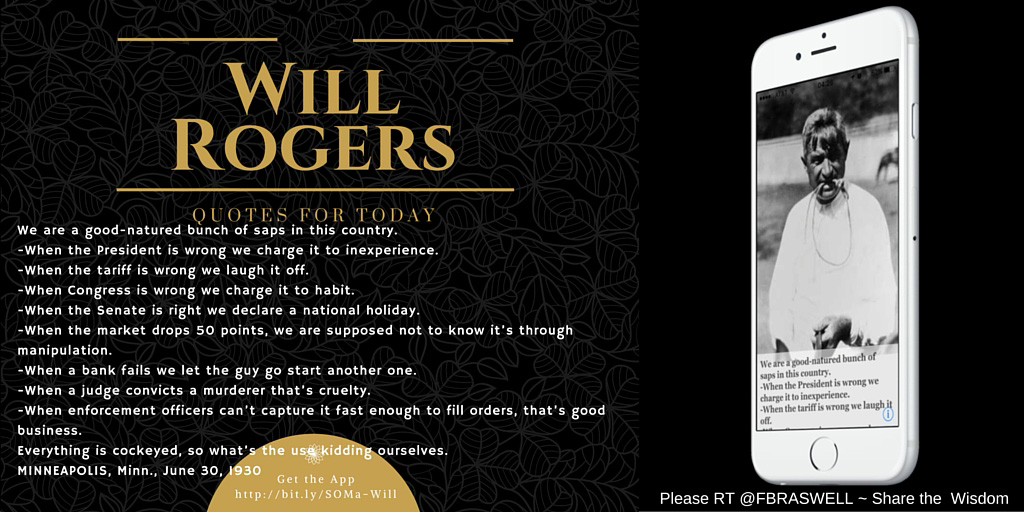 WILL
ROGERS
QUOTES FOR TODAY
We are a good-natured bunch of saps in this country.
-When the President is wrong we charge it to inexperience.
-When the tariff is wrong we laugh it off.
-When Congress is wrong we charge it to habit.
-When the Senate is right we declare a national holiday.
-When the market drops 50 points, we are supposed not to know it's through
manipulation.
-When a bank fails we let the guy go start another one.
-When a judge convicts a murderer that's cruelty.
-When enforcement officers can't capture it fast enough to fill orders, that's good
business.
Everything is cockeyed, so what's the use kidding ourselves.
MINNEAPOLIS, Minn., June 30, 1930
Get the App
http://bit.ly/SOMa-Will
We are a good-natured bunch of
saps in this country.
-When the President is wrong we
charge it to inexperience.
-When the tariff is wrong we laugh it
off.
Please RT @FBRASWELL ~ Share the Wisdom